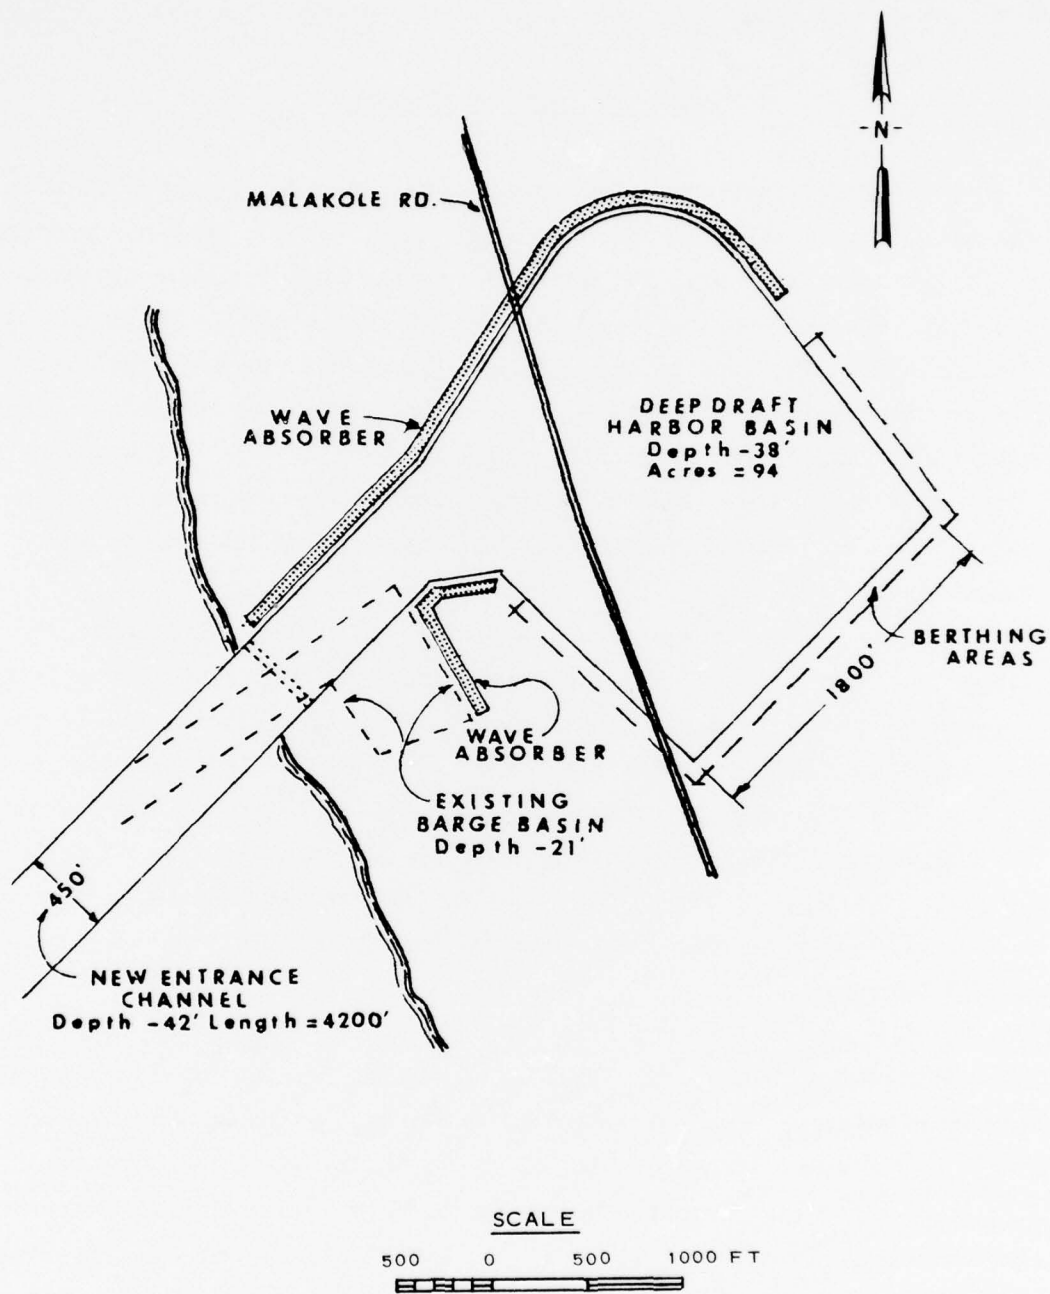 -N-
MALAKOLE RD.
WAVE
ABSORBER
DEEP DRAFT
HARBOR BASIN
Depth -38'
Acres = 94
BERTHING
AREAS
1800'
WAVE
ABSORBER
EXISTING
BARGE BASIN
Depth -21'
450'
NEW ENTRANCE
CHANNEL
Depth -42' Length = 4200'
SCALE
500 0 500 1000 FT